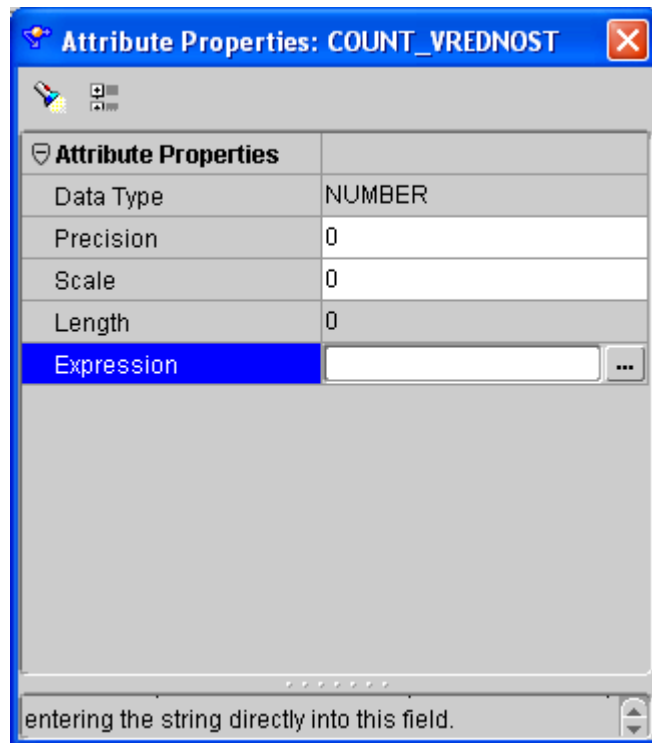 Attribute Properties: COUNT_VREDNOST
Attribute Properties
Data Type NUMBER
Precision 0
Scale 0
Length 0
Expression ...
entering the string directly into this field.